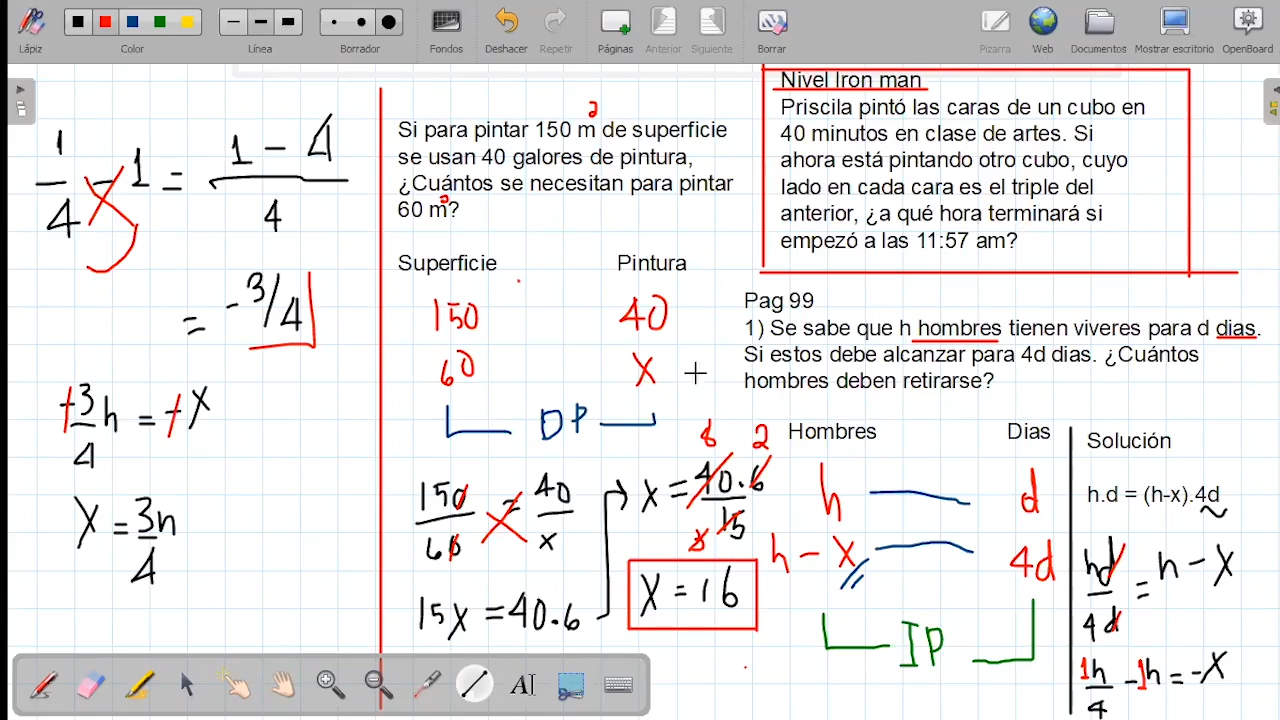 Lápiz
Color
Línea
Borrador
Fondos
Deshacer
Repetir
Páginas
Anterior
Siguiente
Borrar
Pizarra
Web
Documentos
Mostrar escritorio
OpenBoard
1/4 - 1 = (1 - 4)/4
= -3/4
-3h/4 = -X
X = 3h/4
Si para pintar 150 m² de superficie
se usan 40 galores de pintura,
¿Cuántos se necesitan para pintar
60 m²?
Superficie Pintura
150 40
60 X
DP
150/60 = 40/x
15X = 40.6
X = 40.6/15
8 2
3
X = 16
Nivel Iron man
Priscila pintó las caras de un cubo en
40 minutos en clase de artes. Si
ahora está pintando otro cubo, cuyo
lado en cada cara es el triple del
anterior, ¿a qué hora terminará si
empezó a las 11:57 am?
Pag 99
1) Se sabe que h hombres tienen viveres para d dias.
Si estos debe alcanzar para 4d dias. ¿Cuántos
hombres deben retirarse?
Hombres Dias
h d
h - X 4d
IP
Solución
h.d = (h-x).4d
hd/4d = h - X
1h/4 - 1h = -X
AI